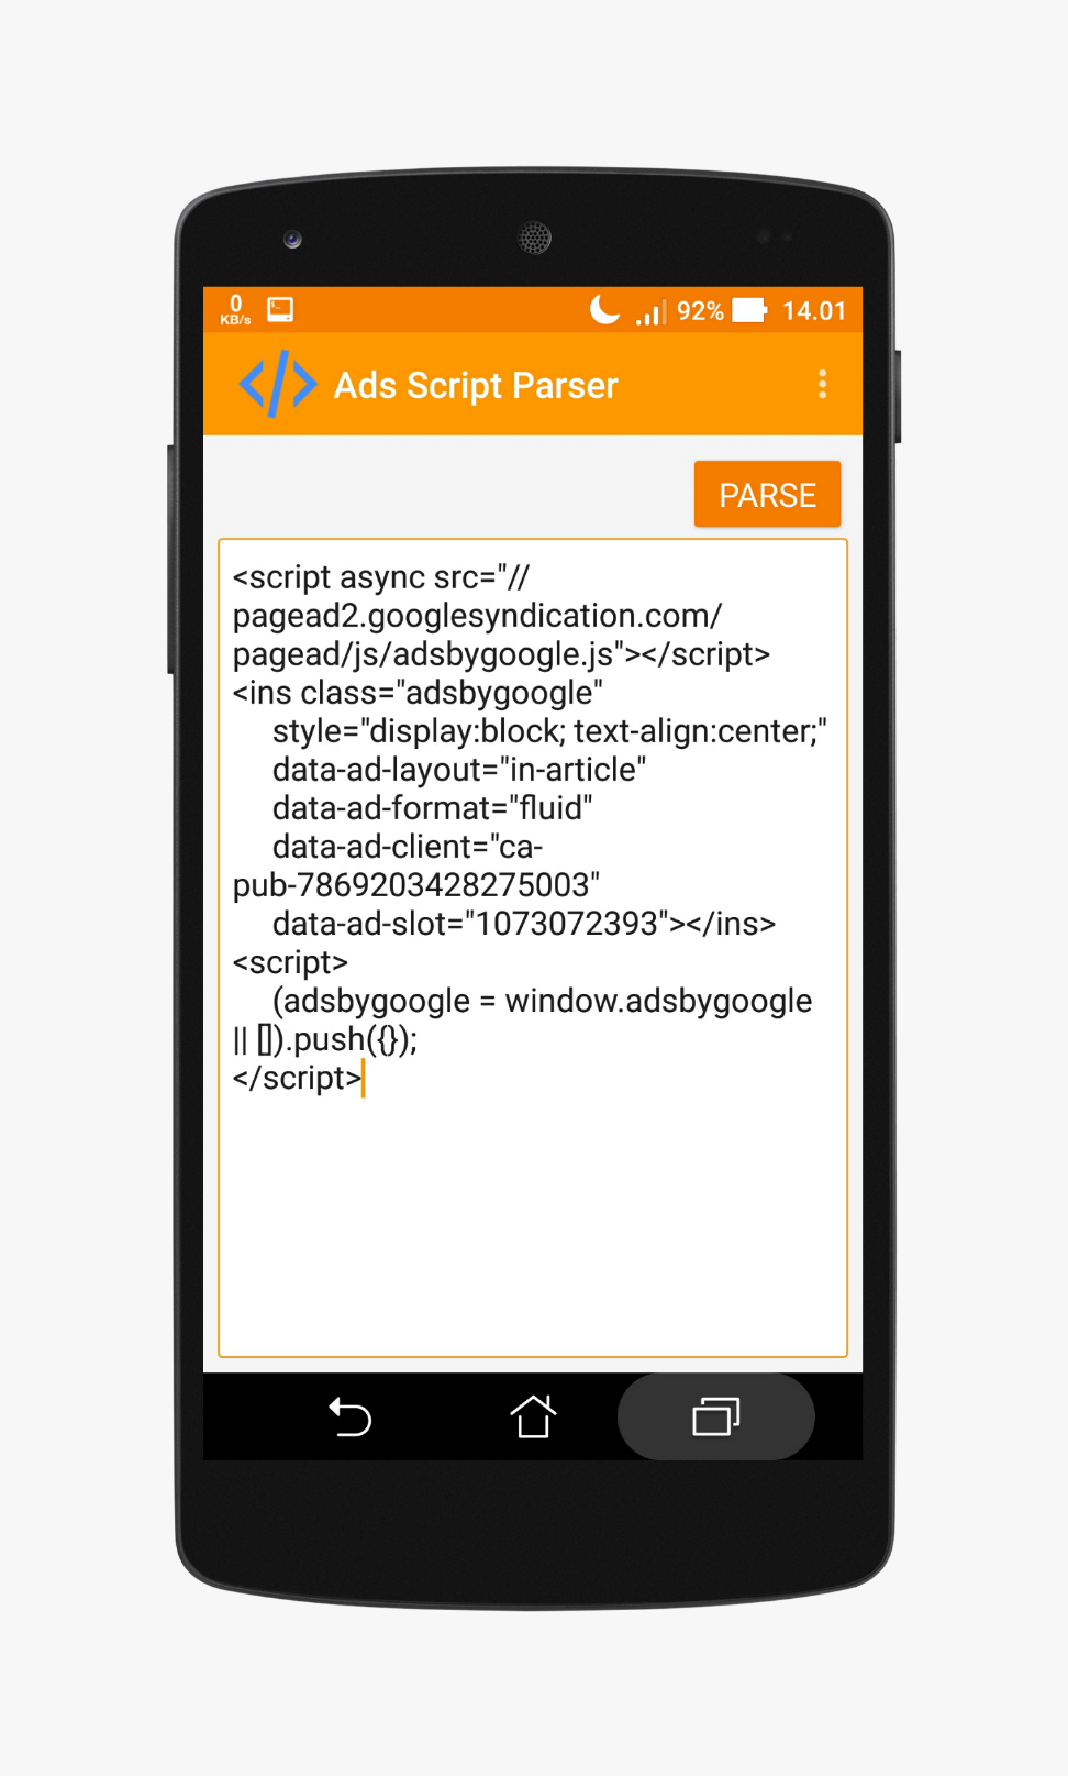 0
KB/s
92%
14.01
</> Ads Script Parser
PARSE
<script async src="//
pagead2.googlesyndication.com/
pagead/js/adsbygoogle.js"></script>
<ins class="adsbygoogle"
style="display:block; text-align:center;"
data-ad-layout="in-article"
data-ad-format="fluid"
data-ad-client="ca-
pub-7869203428275003"
data-ad-slot="1073072393"></ins>
<script>
(adsbygoogle = window.adsbygoogle
|| []).push({});
</script>